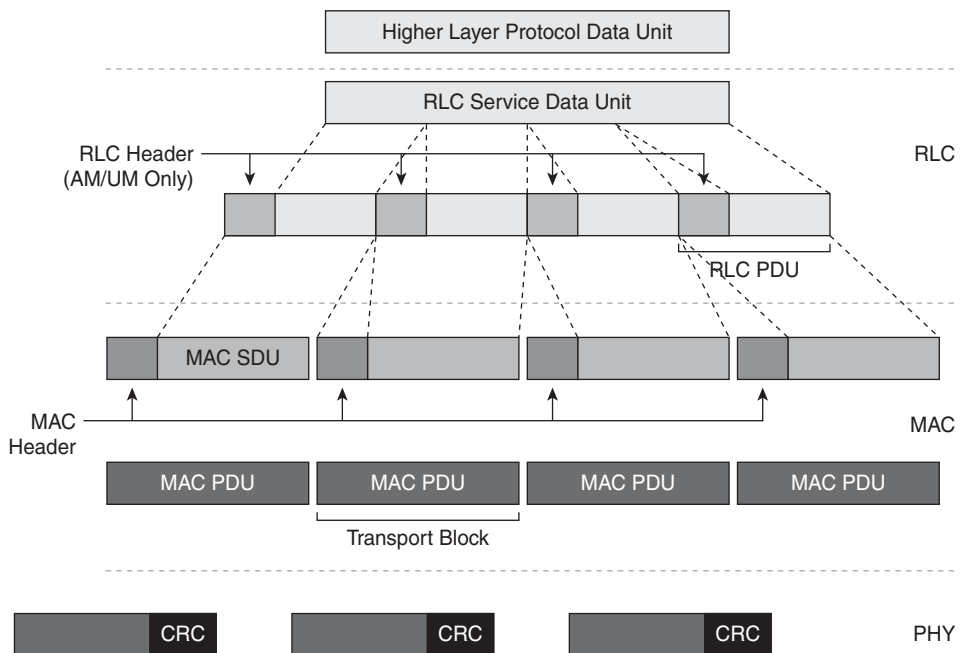 Higher Layer Protocol Data Unit
RLC Service Data Unit
RLC Header
(AM/UM Only)
RLC
RLC PDU
MAC SDU
MAC
Header
MAC
MAC PDU
MAC PDU
MAC PDU
MAC PDU
Transport Block
CRC
CRC
CRC
PHY